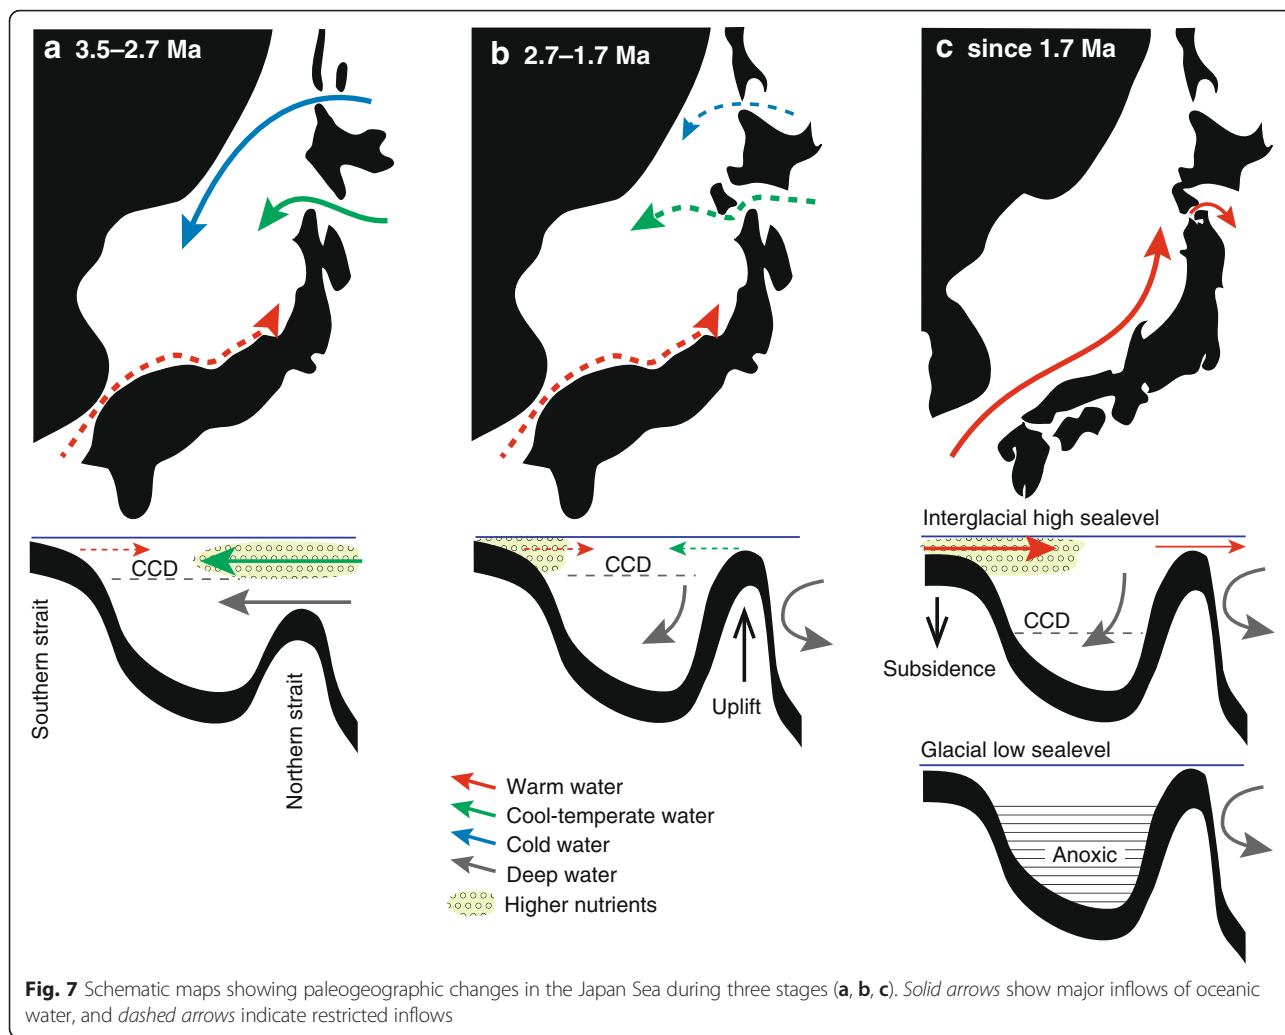 a 3.5–2.7 Ma
b 2.7–1.7 Ma
c since 1.7 Ma
CCD
Southern strait
Northern strait
CCD
Uplift
Interglacial high sealevel
CCD
Subsidence
Glacial low sealevel
Anoxic
Warm water
Cool-temperate water
Cold water
Deep water
Higher nutrients
Fig. 7 Schematic maps showing paleogeographic changes in the Japan Sea during three stages (a, b, c). Solid arrows show major inflows of oceanic
water, and dashed arrows indicate restricted inflows